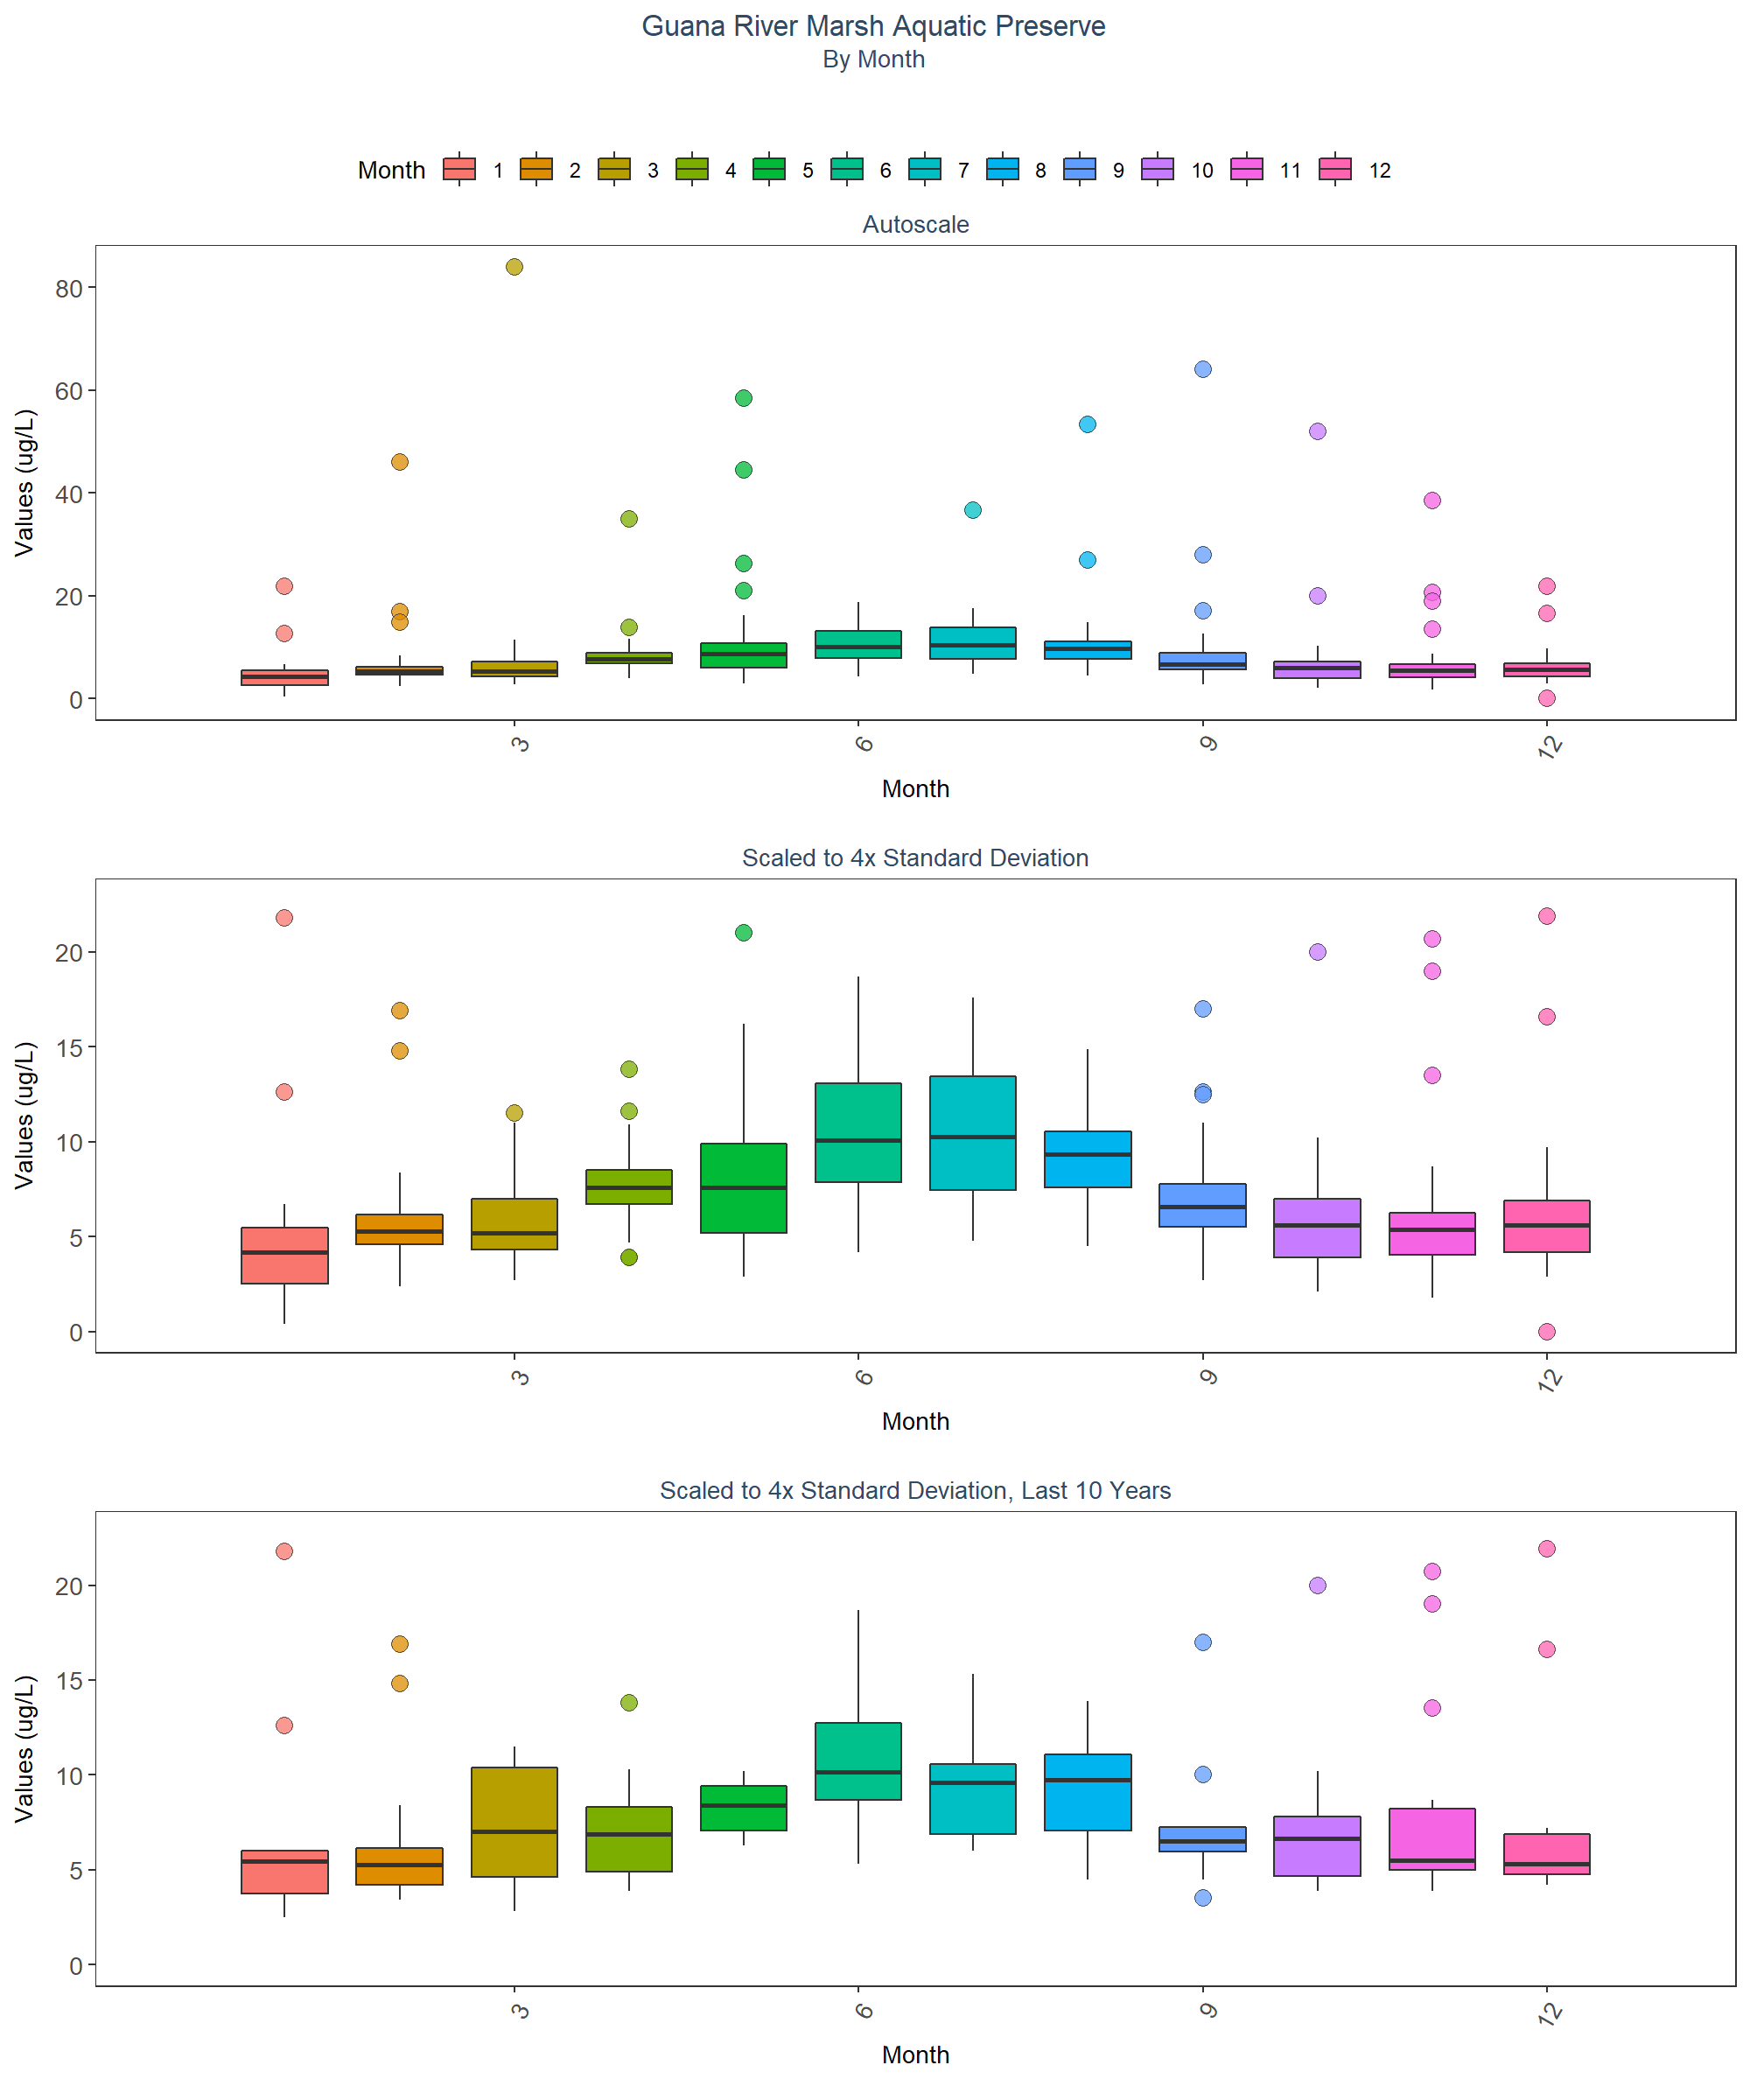 Guana River Marsh Aquatic Preserve
By Month
Month 1 2 3 4 5 6 7 8 9 10 11 12
Autoscale
Values (ug/L)
80
60
40
20
0
3 6 9 12
Month
Scaled to 4x Standard Deviation
Values (ug/L)
20
15
10
5
0
3 6 9 12
Month
Scaled to 4x Standard Deviation, Last 10 Years
Values (ug/L)
20
15
10
5
0
3 6 9 12
Month